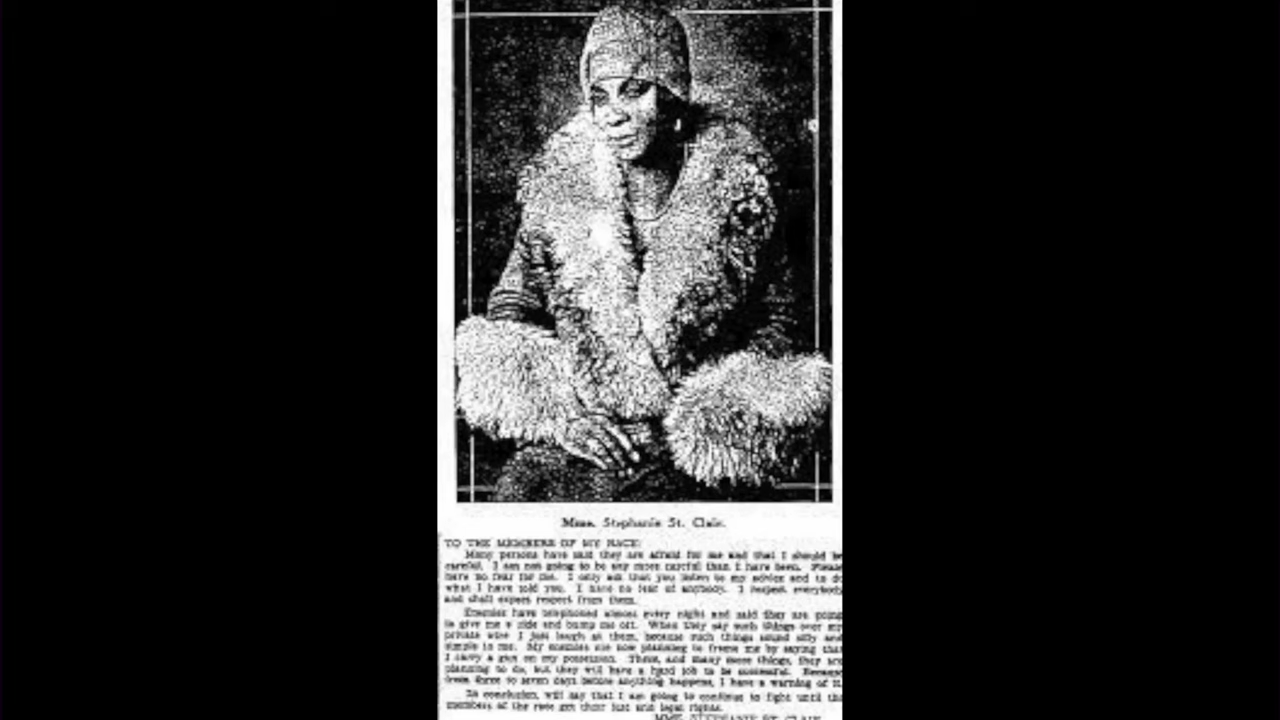 Mme. Stephanie St. Clair.
TO THE MEMBERS OF MY RACE:
Many persons have said they are afraid for me and that I should be
careful. I am not going to be any more careful than I have been. Please
have no fear for me. I only ask that you listen to my advice and to do
what I have told you. I have no fear of anybody. I respect everybody
and shall expect respect from them.
Enemies have telephoned almost every night and said they are going
to give me a ride and bump me off. When they say such things over my
private wire I just laugh at them, because such things sound silly and
simple to me. My enemies are now planning to frame me by saying that
I carry a gun on my possession. These, and many more things, they are
planning to do, but they will have a hard job to be successful. Because
from three to seven days before anything happens, I have a warning of it.
In conclusion, will say that I am going to continue to fight until the
members of the race get their just and legal rights.
MME. STEPHANIE ST. CLAIR